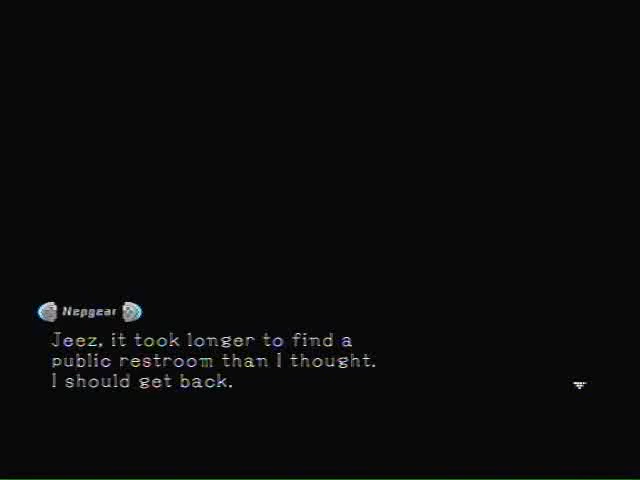 Nepgear
Jeez, it took longer to find a
public restroom than I thought.
I should get back.